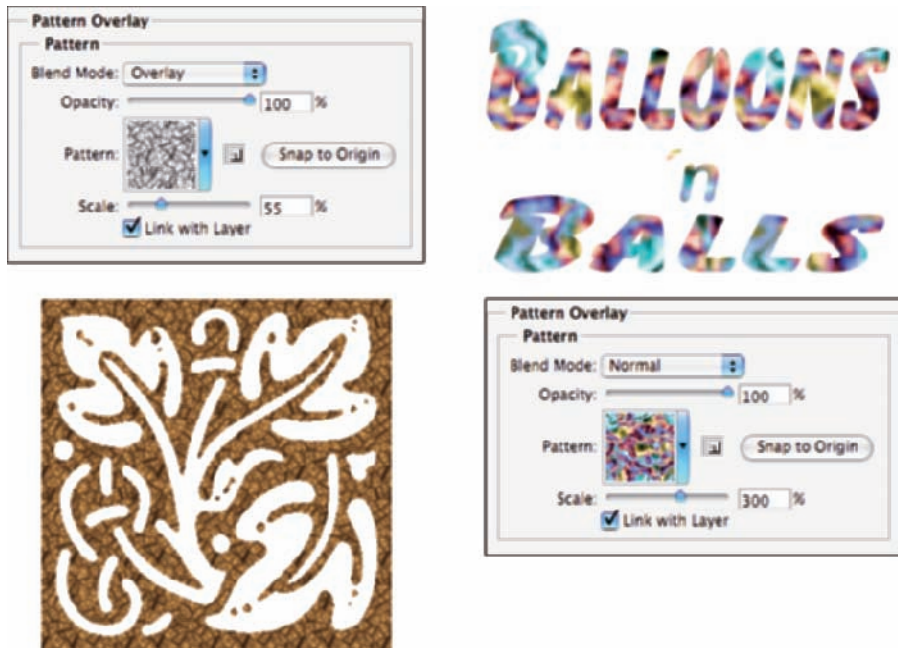 Pattern Overlay
Pattern
Blend Mode: Overlay
Opacity: 100 %
Pattern: Snap to Origin
Scale: 55 %
Link with Layer
BALLOONS
'n
BALLS
Pattern Overlay
Pattern
Blend Mode: Normal
Opacity: 100 %
Pattern: Snap to Origin
Scale: 300 %
Link with Layer